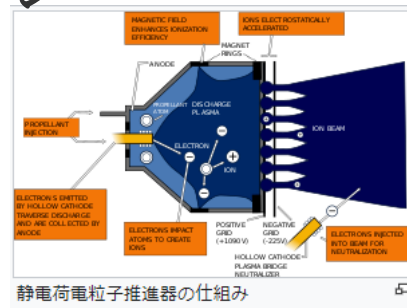 MAGNETIC FIELD
ENHANCES IONIZATION
EFFICIENCY
IONS ELECTROSTATICALLY
ACCELERATED
MAGNET
RINGS
ANODE
PROPELLANT
ATOM
DISCHARGE
PLASMA
PROPELLANT
INJECTION
ELECTRON
ION
ION BEAM
ELECTRONS EMITTED
BY HOLLOW CATHODE
TRAVERSE DISCHARGE
AND ARE COLLECTED BY
ANODE
ELECTRONS IMPACT
ATOMS TO CREATE
IONS
POSITIVE
GRID
(+1090 V)
NEGATIVE
GRID
(-225V)
HOLLOW CATHODE
PLASMA BRIDGE
NEUTRALIZER
ELECTRONS INJECTED
INTO BEAM FOR
NEUTRALIZATION
静電荷電粒子推進器の仕組み